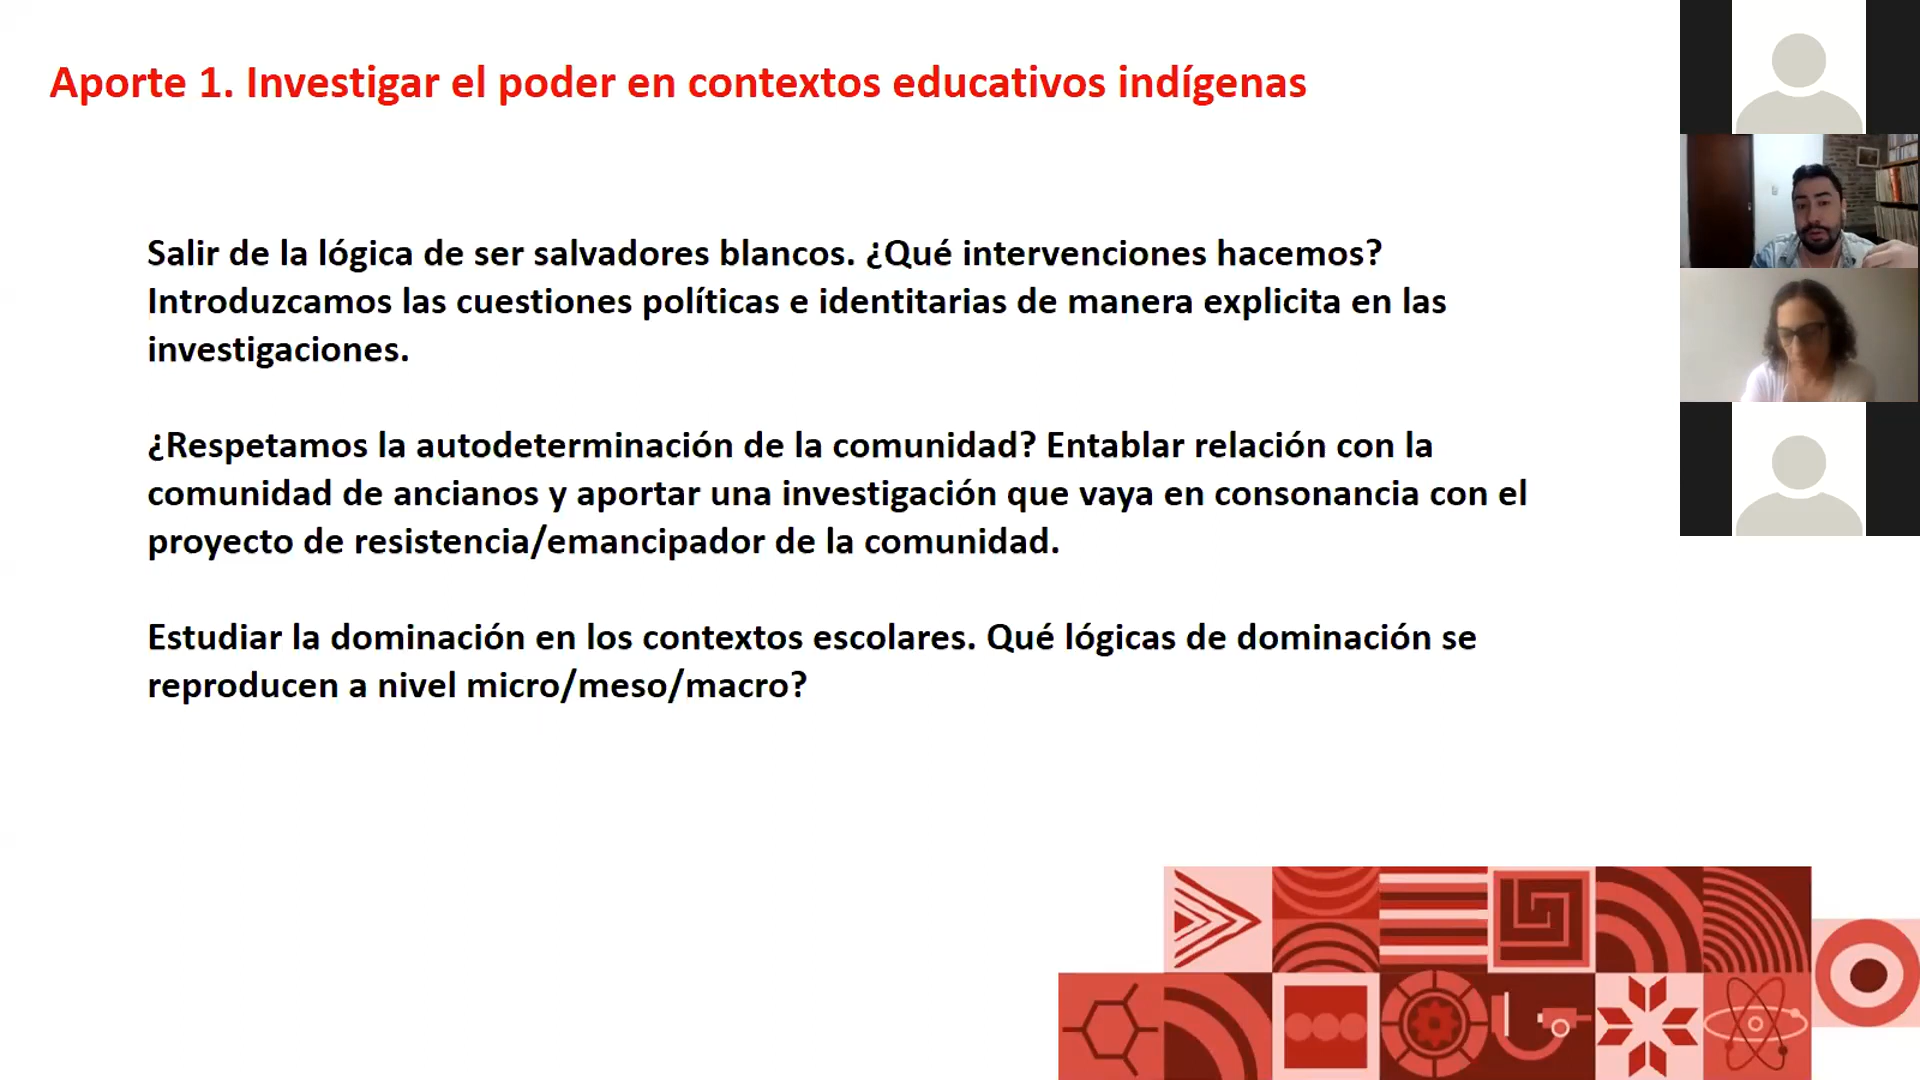 Aporte 1. Investigar el poder en contextos educativos indígenas
Salir de la lógica de ser salvadores blancos. ¿Qué intervenciones hacemos?
Introduzcamos las cuestiones políticas e identitarias de manera explicita en las
investigaciones.
¿Respetamos la autodeterminación de la comunidad? Entablar relación con la
comunidad de ancianos y aportar una investigación que vaya en consonancia con el
proyecto de resistencia/emancipador de la comunidad.
Estudiar la dominación en los contextos escolares. Qué lógicas de dominación se
reproducen a nivel micro/meso/macro?